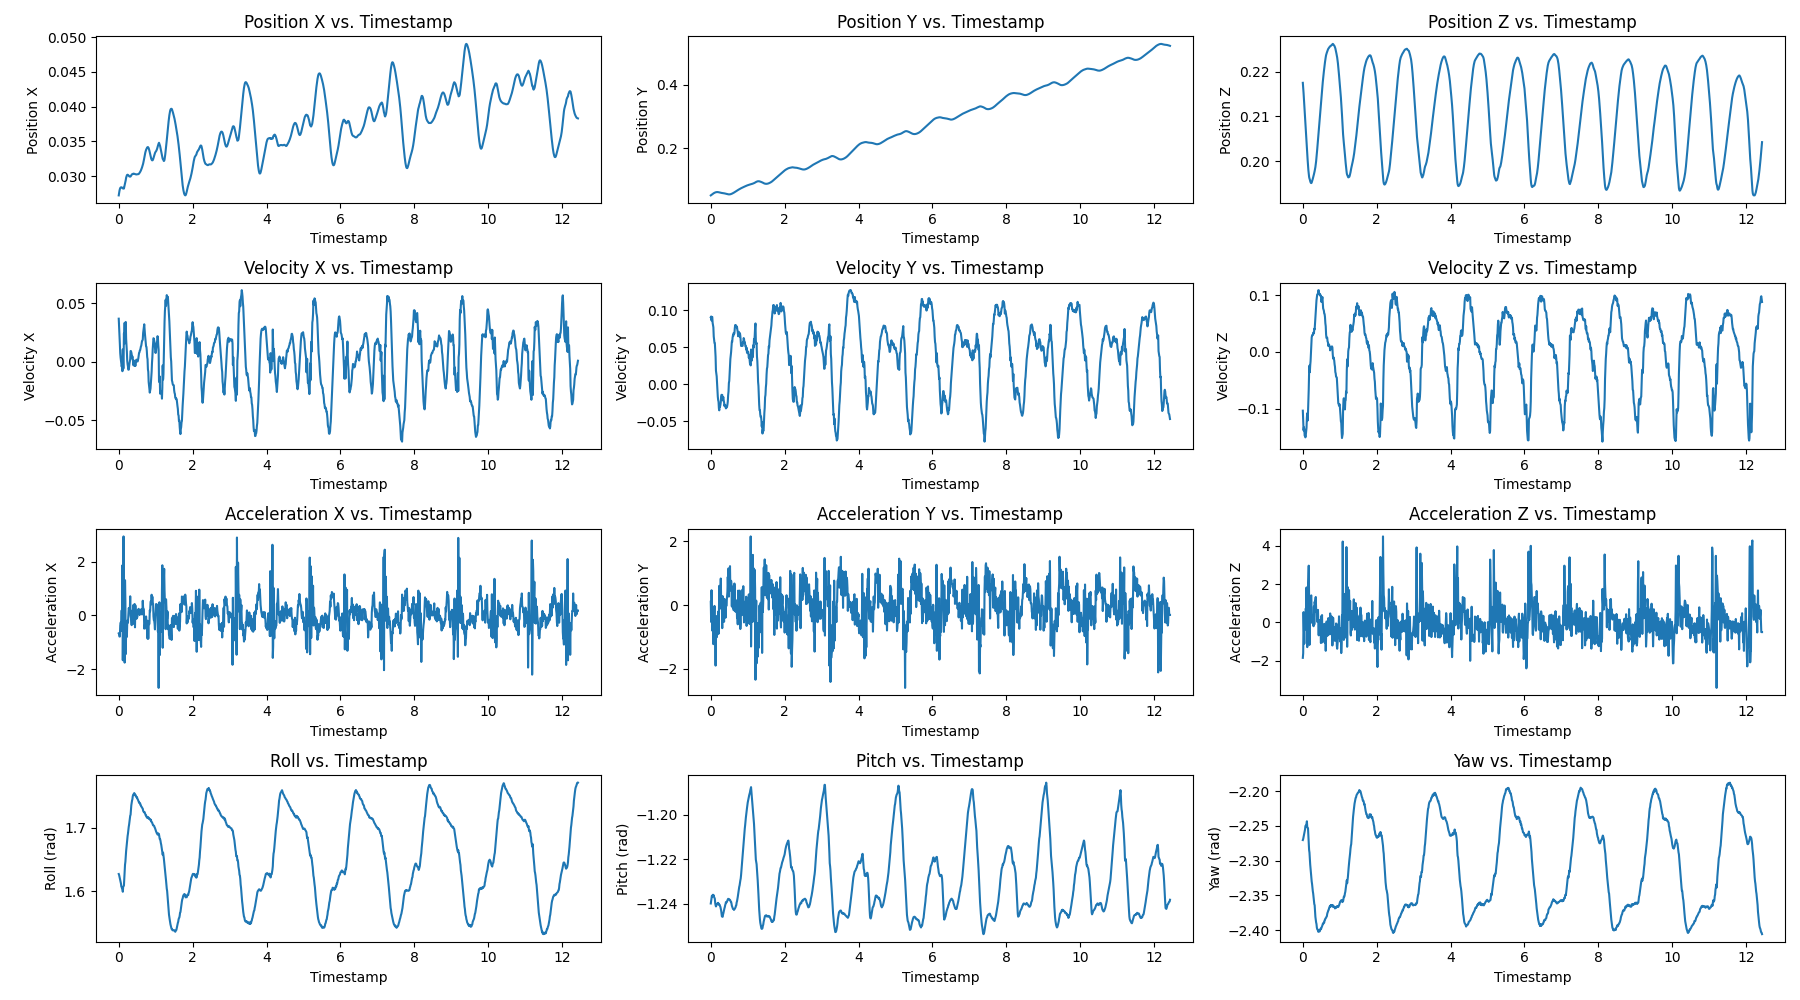 Position X vs. Timestamp
Position X
0.050
0.045
0.040
0.035
0.030
0 2 4 6 8 10 12
Timestamp
Position Y vs. Timestamp
Position Y
0.4
0.2
0 2 4 6 8 10 12
Timestamp
Position Z vs. Timestamp
Position Z
0.22
0.21
0.20
0 2 4 6 8 10 12
Timestamp
Velocity X vs. Timestamp
Velocity X
0.05
0.00
−0.05
0 2 4 6 8 10 12
Timestamp
Velocity Y vs. Timestamp
Velocity Y
0.10
0.05
0.00
−0.05
0 2 4 6 8 10 12
Timestamp
Velocity Z vs. Timestamp
Velocity Z
0.1
0.0
−0.1
0 2 4 6 8 10 12
Timestamp
Acceleration X vs. Timestamp
Acceleration X
2
0
−2
0 2 4 6 8 10 12
Timestamp
Acceleration Y vs. Timestamp
Acceleration Y
2
0
−2
0 2 4 6 8 10 12
Timestamp
Acceleration Z vs. Timestamp
Acceleration Z
4
2
0
−2
0 2 4 6 8 10 12
Timestamp
Roll vs. Timestamp
Roll (rad)
1.7
1.6
0 2 4 6 8 10 12
Timestamp
Pitch vs. Timestamp
Pitch (rad)
−1.20
−1.22
−1.24
0 2 4 6 8 10 12
Timestamp
Yaw vs. Timestamp
Yaw (rad)
−2.20
−2.25
−2.30
−2.35
−2.40
0 2 4 6 8 10 12
Timestamp